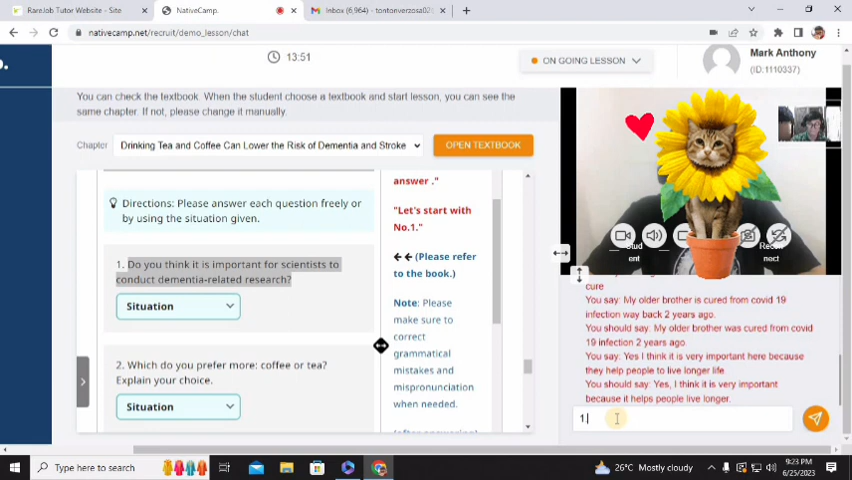 RareJob Tutor Website - Site
NativeCamp.
Inbox (6,964) - tontonverzosa02
nativecamp.net/recruit/demo_lesson/chat
13:51
ON GOING LESSON
Mark Anthony
(ID:1110337)
You can check the textbook. When the student choose a textbook and start lesson, you can see the
same chapter. If not, please change it manually.
Chapter
Drinking Tea and Coffee Can Lower the Risk of Dementia and Stroke
OPEN TEXTBOOK
Directions: Please answer each question freely or
by using the situation given.
1. Do you think it is important for scientists to
conduct dementia-related research?
Situation
2. Which do you prefer more: coffee or tea?
Explain your choice.
Situation
answer ."
"Let's start with
No.1."
(Please refer
to the book.)
Note: Please
make sure to
correct
grammatical
mistakes and
mispronunciation
when needed.
Stud
ent
Recon
nect
cure
You say: My older brother is cured from covid 19
infection way back 2 years ago.
You should say: My older brother was cured from covid
19 infection 2 years ago
You say: Yes I think it is very important here because
they help people to live longer life
You should say: Yes, I think it is very important
because it helps people live longer.
1
Type here to search
26°C Mostly cloudy
9:23 PM
6/25/2023